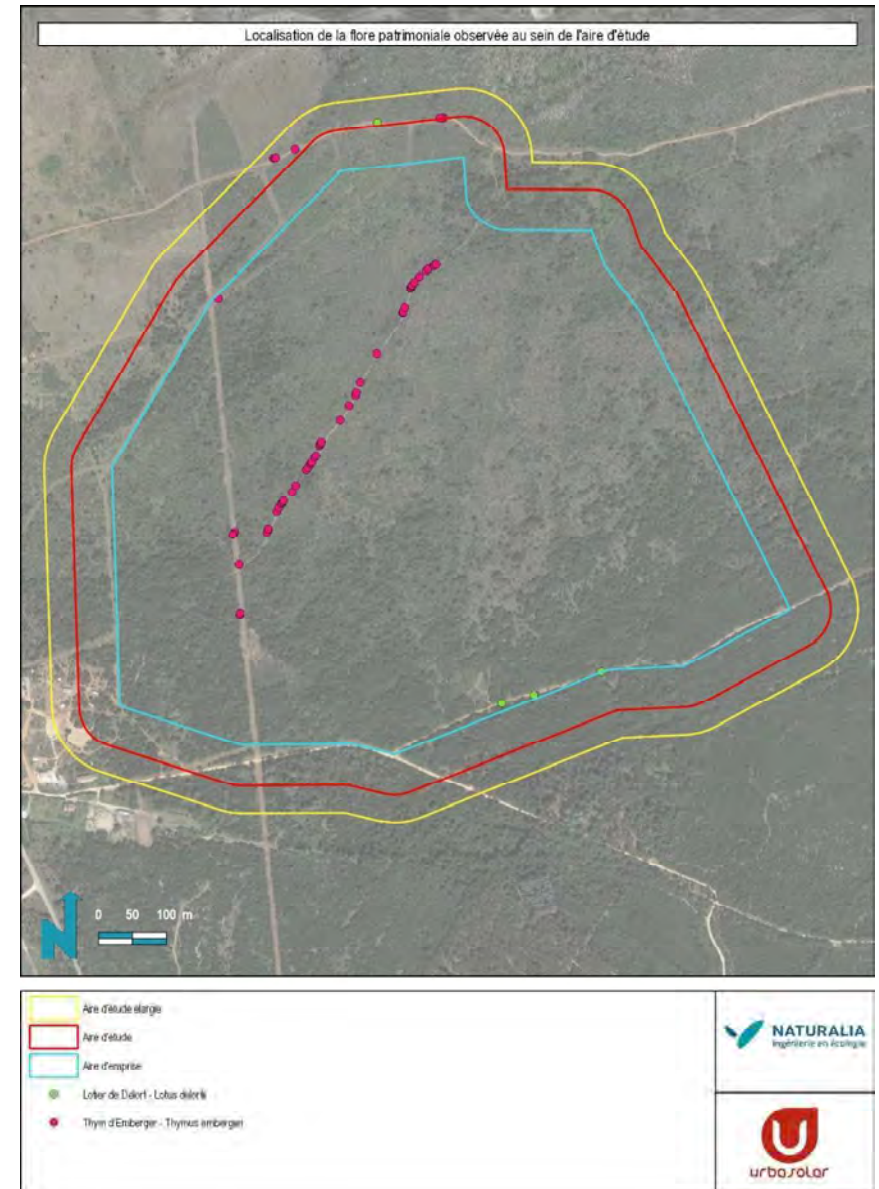 Localisation de la flore patrimoniale observée au sein de l'aire d'étude
0 50 100 m
Aire d'étude élargie
Aire d'étude
Aire d'emprise
Lotier de Delort - Lotus delortii
Thym d'Emberger - Thymus embergeri
NATURALIA
Ingénierie en écologie
urbasolar